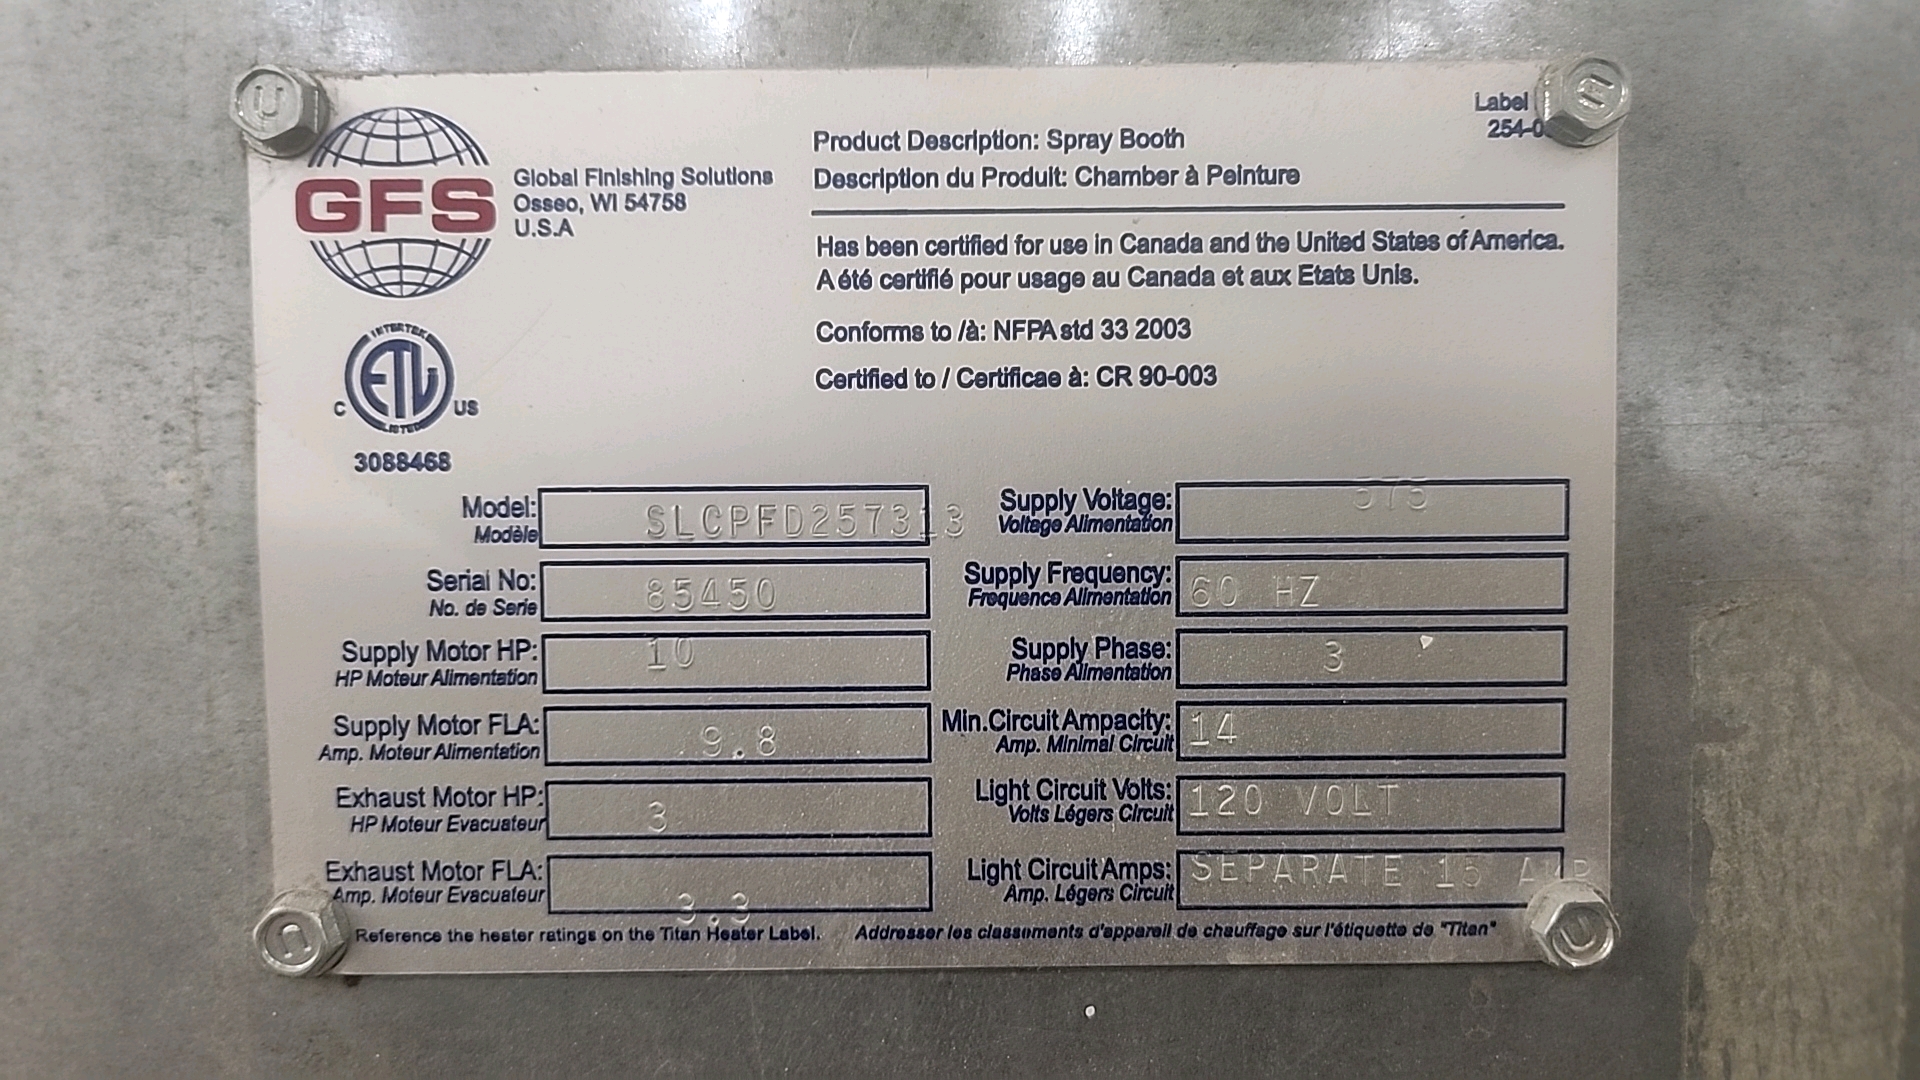 Label
254-0
Product Description: Spray Booth
Description du Produit: Chamber à Peinture
GFS
Global Finishing Solutions
Osseo, WI 54758
U.S.A
Has been certified for use in Canada and the United States of America.
A été certifié pour usage au Canada et aux Etats Unis.
Conforms to /à: NFPA std 33 2003
Certified to / Certificae à: CR 90-003
INTERTEK
ETL
LISTED
C US
3088468
Model: SLCPFD257313
Modèle
Serial No: 85450
No. de Serie
Supply Motor HP: 10
HP Moteur Alimentation
Supply Motor FLA: 9.8
Amp. Moteur Alimentation
Exhaust Motor HP: 3
HP Moteur Evacuateur
Exhaust Motor FLA: 3.3
Amp. Moteur Evacuateur
Supply Voltage: 575
Voltage Alimentation
Supply Frequency: 60 HZ
Frequence Alimentation
Supply Phase: 3
Phase Alimentation
Min.Circuit Ampacity: 14
Amp. Minimal Circuit
Light Circuit Volts: 120 VOLT
Volts Légers Circuit
Light Circuit Amps: SEPARATE 15 AMP
Amp. Légers Circuit
Reference the heater ratings on the Titan Heater Label. Addresser les classements d'appareil de chauffage sur l'étiquette de "Titan"